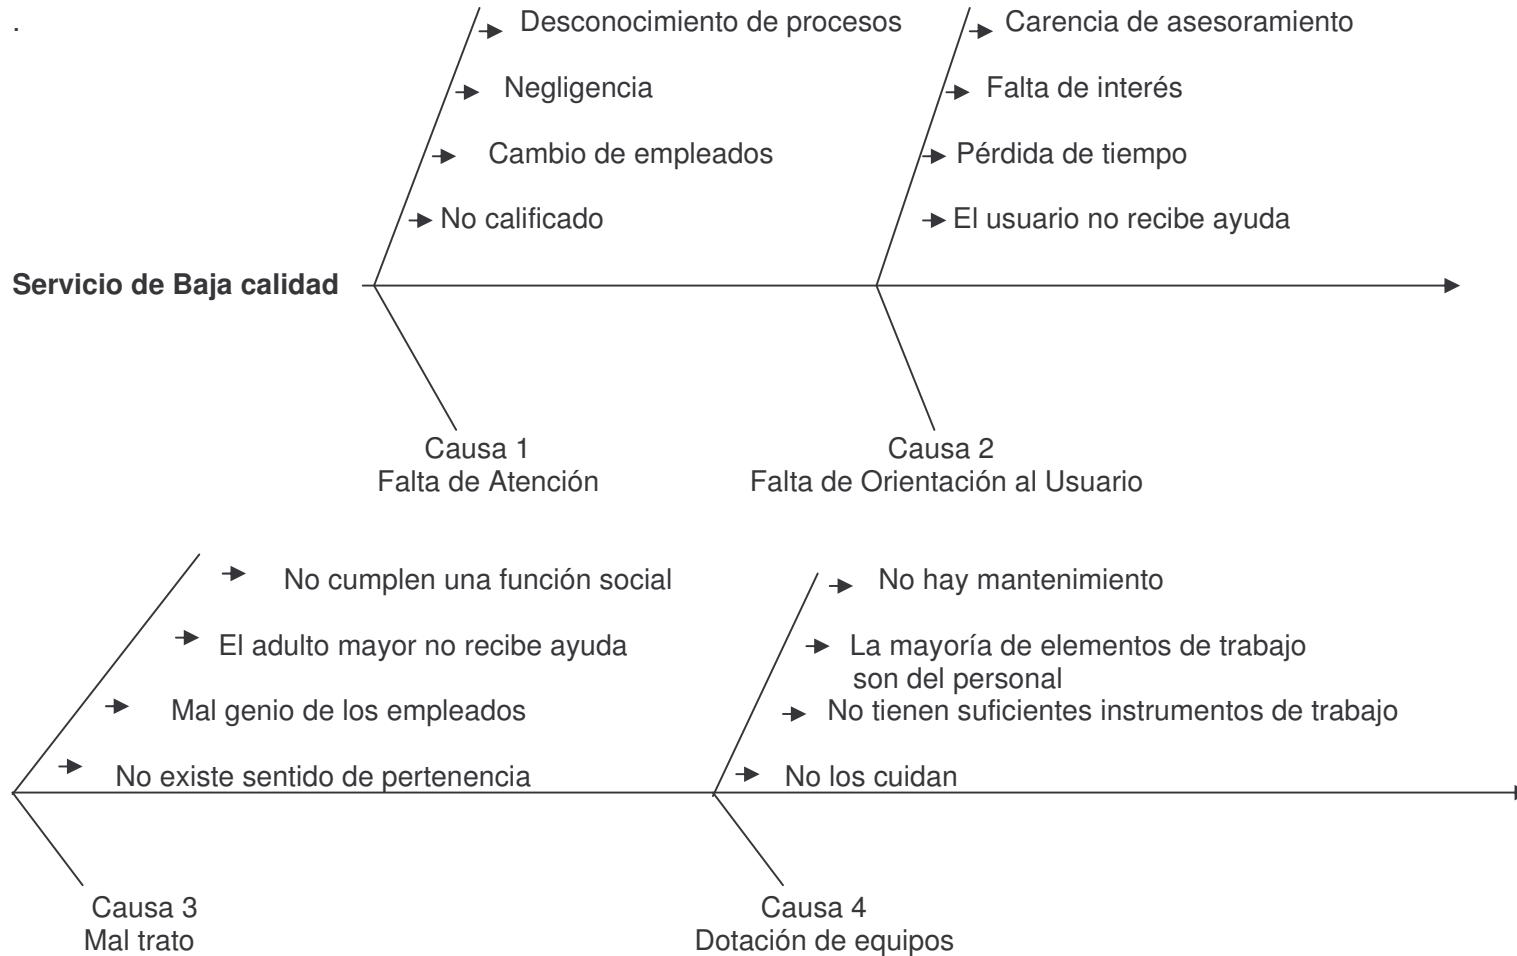 .
Desconocimiento de procesos
Carencia de asesoramiento
Negligencia
Falta de interés
Cambio de empleados
Pérdida de tiempo
No calificado
El usuario no recibe ayuda
Servicio de Baja calidad
Causa 1
Falta de Atención
Causa 2
Falta de Orientación al Usuario
No cumplen una función social
No hay mantenimiento
El adulto mayor no recibe ayuda
La mayoría de elementos de trabajo
son del personal
Mal genio de los empleados
No tienen suficientes instrumentos de trabajo
No existe sentido de pertenencia
No los cuidan
Causa 3
Mal trato
Causa 4
Dotación de equipos